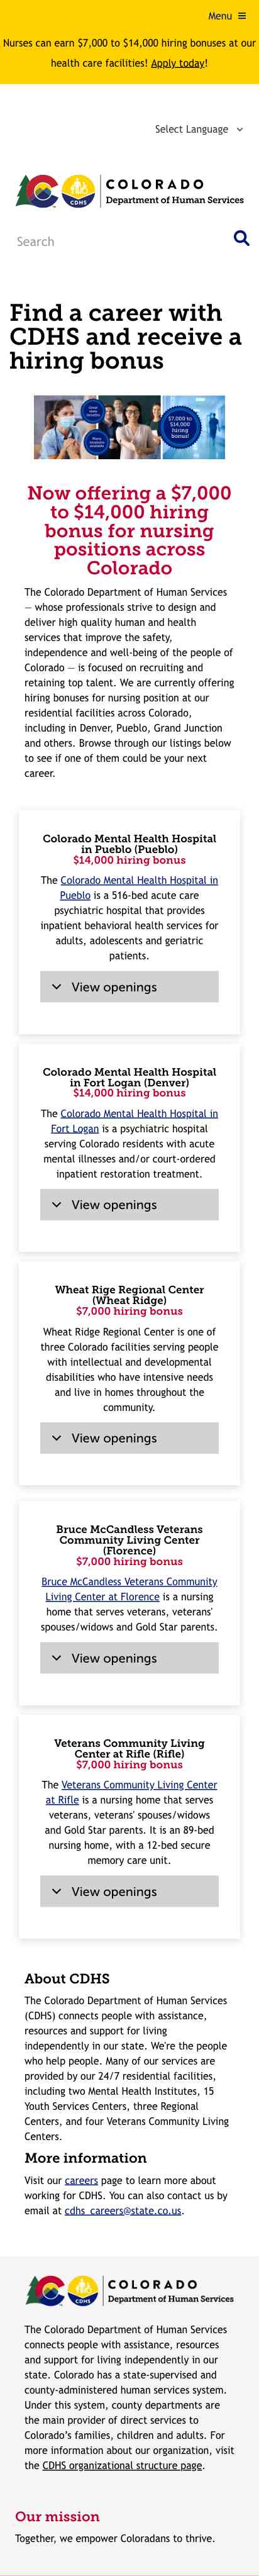 Menu
Nurses can earn $7,000 to $14,000 hiring bonuses at our
health care facilities! Apply today!
Select Language
COLORADO
Department of Human Services
CDHS
Search
Find a career with
CDHS and receive a
hiring bonus
$7,000 to
$14,000
hiring
bonus!
Now offering a $7,000
to $14,000 hiring
bonus for nursing
positions across
Colorado
The Colorado Department of Human Services
— whose professionals strive to design and
deliver high quality human and health
services that improve the safety,
independence and well-being of the people of
Colorado — is focused on recruiting and
retaining top talent. We are currently offering
hiring bonuses for nursing position at our
residential facilities across Colorado,
including in Denver, Pueblo, Grand Junction
and others. Browse through our listings below
to see if one of them could be your next
career.
Colorado Mental Health Hospital
in Pueblo (Pueblo)
$14,000 hiring bonus
The Colorado Mental Health Hospital in
Pueblo is a 516-bed acute care
psychiatric hospital that provides
inpatient behavioral health services for
adults, adolescents and geriatric
patients.
View openings
Colorado Mental Health Hospital
in Fort Logan (Denver)
$14,000 hiring bonus
The Colorado Mental Health Hospital in
Fort Logan is a psychiatric hospital
serving Colorado residents with acute
mental illnesses and/or court-ordered
inpatient restoration treatment.
View openings
Wheat Rige Regional Center
(Wheat Ridge)
$7,000 hiring bonus
Wheat Ridge Regional Center is one of
three Colorado facilities serving people
with intellectual and developmental
disabilities who have intensive needs
and live in homes throughout the
community.
View openings
Bruce McCandless Veterans
Community Living Center
(Florence)
$7,000 hiring bonus
Bruce McCandless Veterans Community
Living Center at Florence is a nursing
home that serves veterans, veterans'
spouses/widows and Gold Star parents.
View openings
Veterans Community Living
Center at Rifle (Rifle)
$7,000 hiring bonus
The Veterans Community Living Center
at Rifle is a nursing home that serves
veterans, veterans' spouses/widows
and Gold Star parents. It is an 89-bed
nursing home, with a 12-bed secure
memory care unit.
View openings
About CDHS
The Colorado Department of Human Services
(CDHS) connects people with assistance,
resources and support for living
independently in our state. We're the people
who help people. Many of our services are
provided by our 24/7 residential facilities,
including two Mental Health Institutes, 15
Youth Services Centers, three Regional
Centers, and four Veterans Community Living
Centers.
More information
Visit our careers page to learn more about
working for CDHS. You can also contact us by
email at cdhs_careers@state.co.us.
COLORADO
Department of Human Services
CDHS
The Colorado Department of Human Services
connects people with assistance, resources
and support for living independently in our
state. Colorado has a state-supervised and
county-administered human services system.
Under this system, county departments are
the main provider of direct services to
Colorado's families, children and adults. For
more information about our organization, visit
the CDHS organizational structure page.
Our mission
Together, we empower Coloradans to thrive.